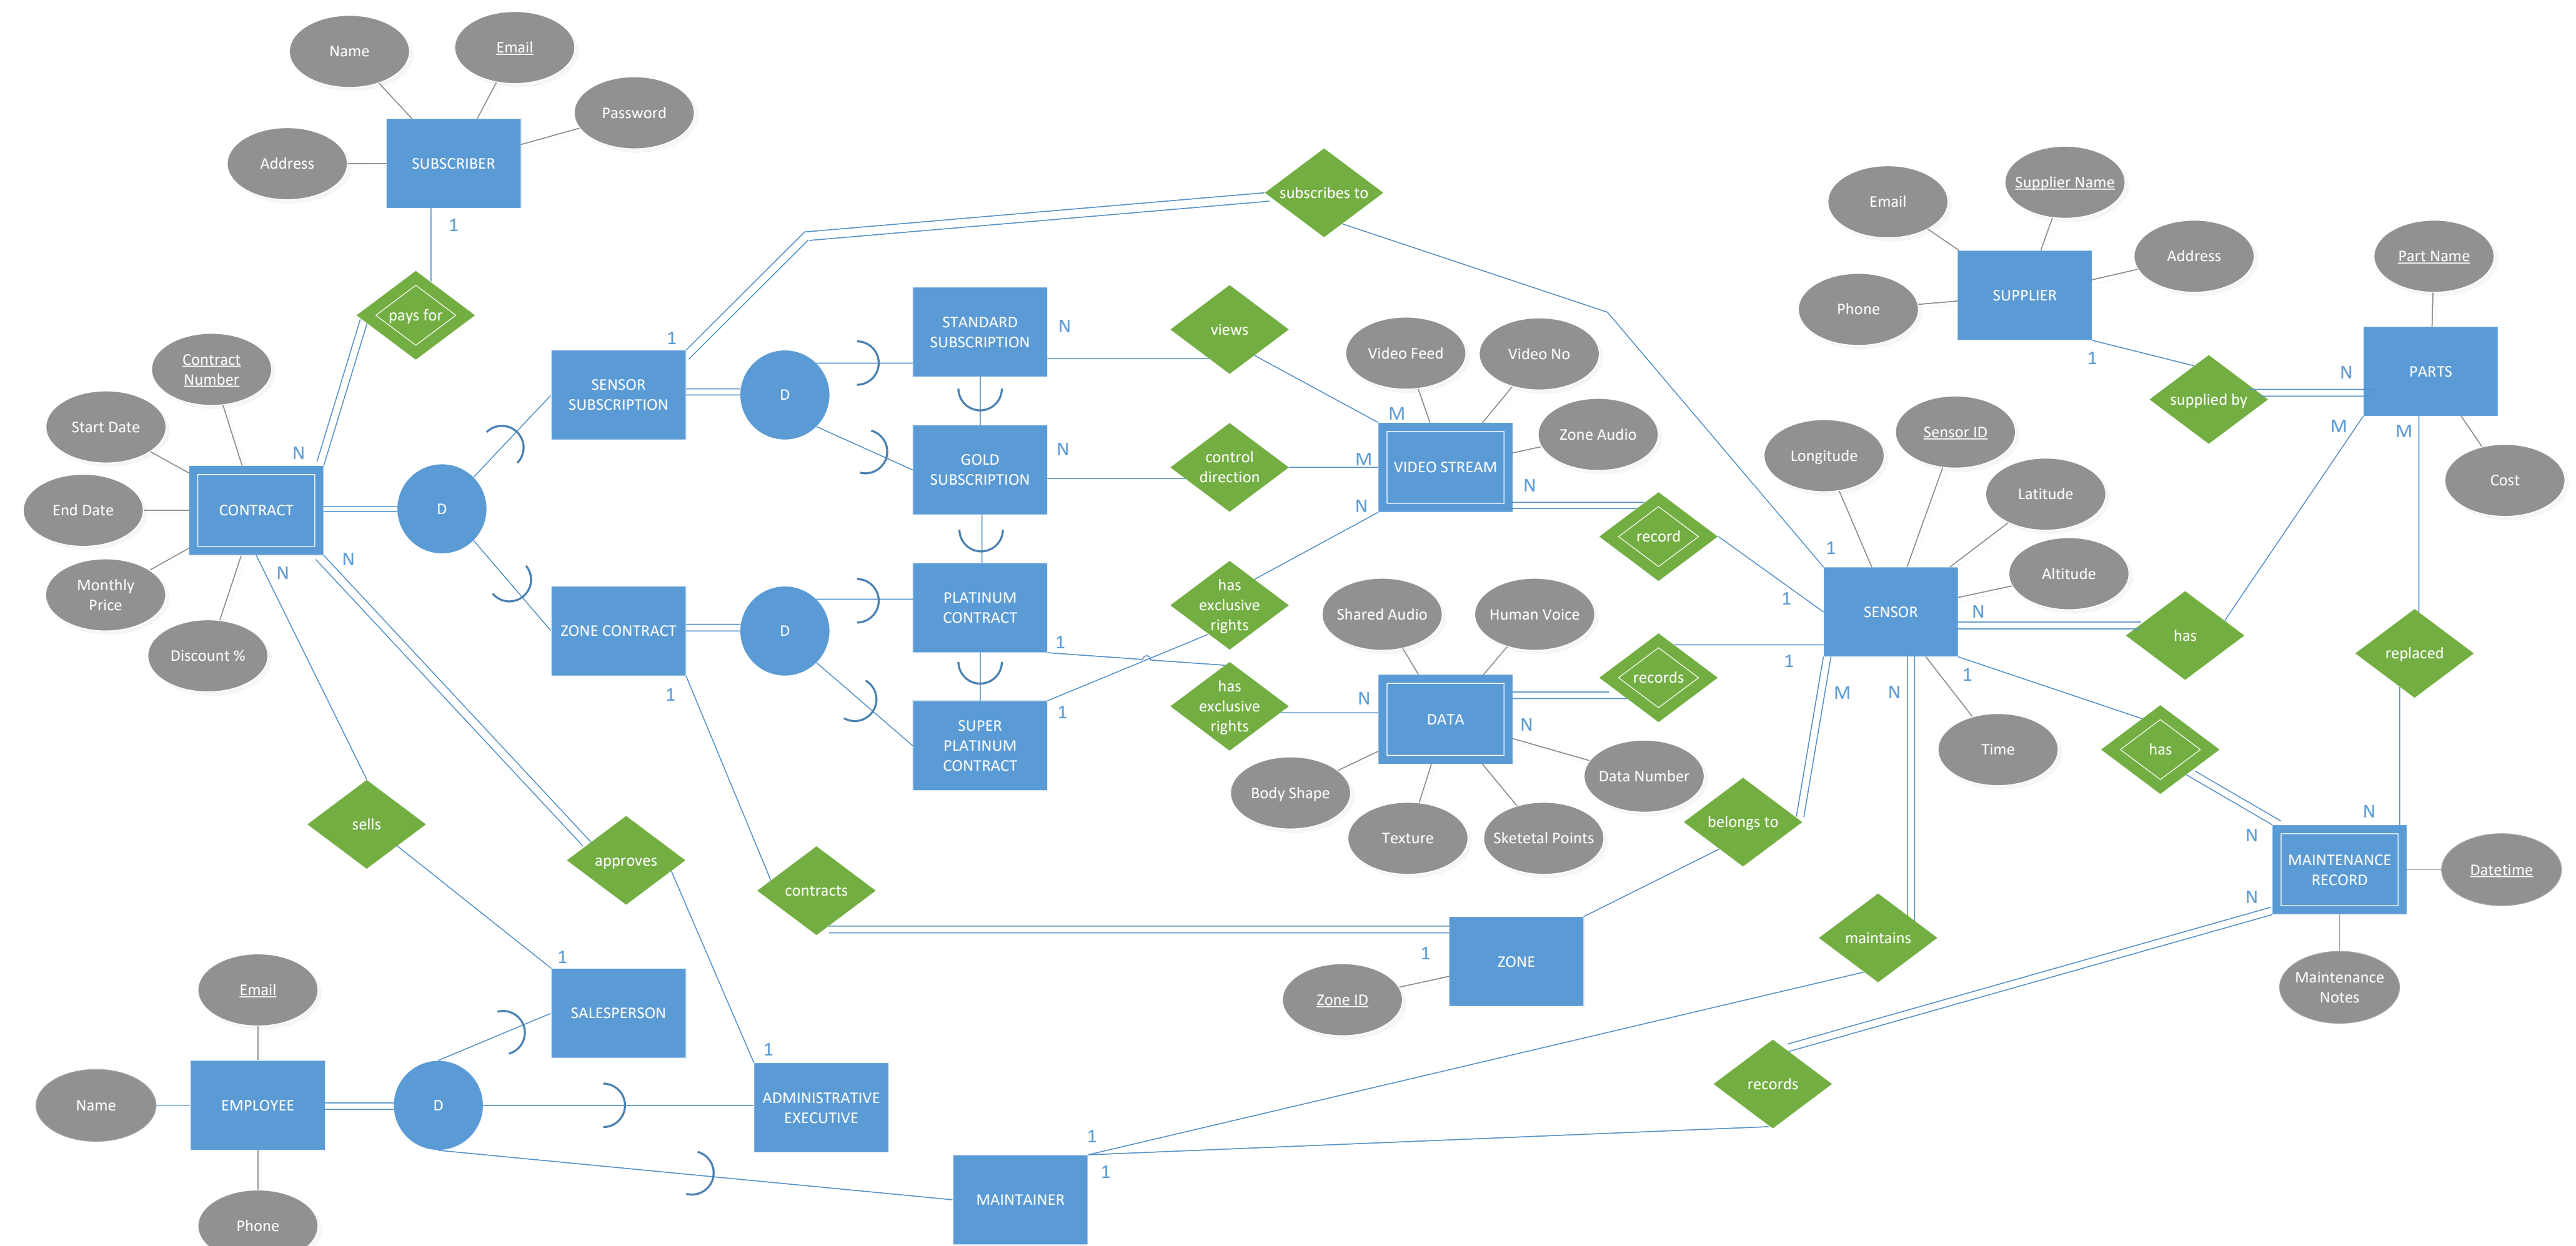 Name
Email
Password
Address
SUBSCRIBER
1
subscribes to
pays for
Supplier Name
Email
Address
Phone
SUPPLIER
1
Part Name
PARTS
N
supplied by
M
M
Cost
Contract
Number
Start Date
End Date
Monthly
Price
Discount %
N
CONTRACT
N
N
D
1
SENSOR
SUBSCRIPTION
D
STANDARD
SUBSCRIPTION
N
views
GOLD
SUBSCRIPTION
N
control
direction
ZONE CONTRACT
1
D
PLATINUM
CONTRACT
1
has
exclusive
rights
SUPER
PLATINUM
CONTRACT
1
has
exclusive
rights
Video Feed
Video No
Zone Audio
M
M
N
VIDEO STREAM
N
record
Shared Audio
Human Voice
N
DATA
N
records
Body Shape
Texture
Sketetal Points
Data Number
Longitude
Sensor ID
Latitude
Altitude
1
1
1
SENSOR
N
M
N
1
Time
has
replaced
has
belongs to
maintains
N
N
N
MAINTENANCE
RECORD
Datetime
Maintenance
Notes
sells
approves
contracts
1
ZONE
Zone ID
Email
Name
EMPLOYEE
Phone
D
1
SALESPERSON
1
ADMINISTRATIVE
EXECUTIVE
1
1
MAINTAINER
records